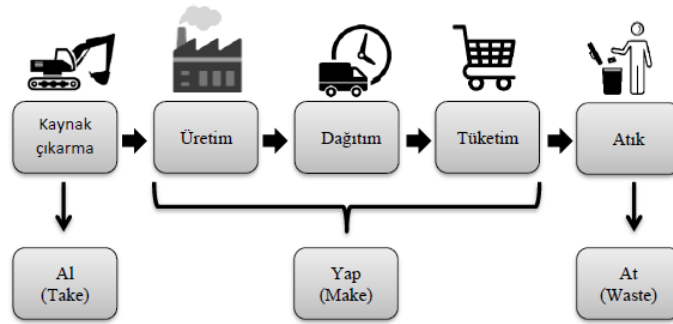 Kaynak
çıkarma
Üretim
Dağıtım
Tüketim
Atık
Al
(Take)
Yap
(Make)
At
(Waste)